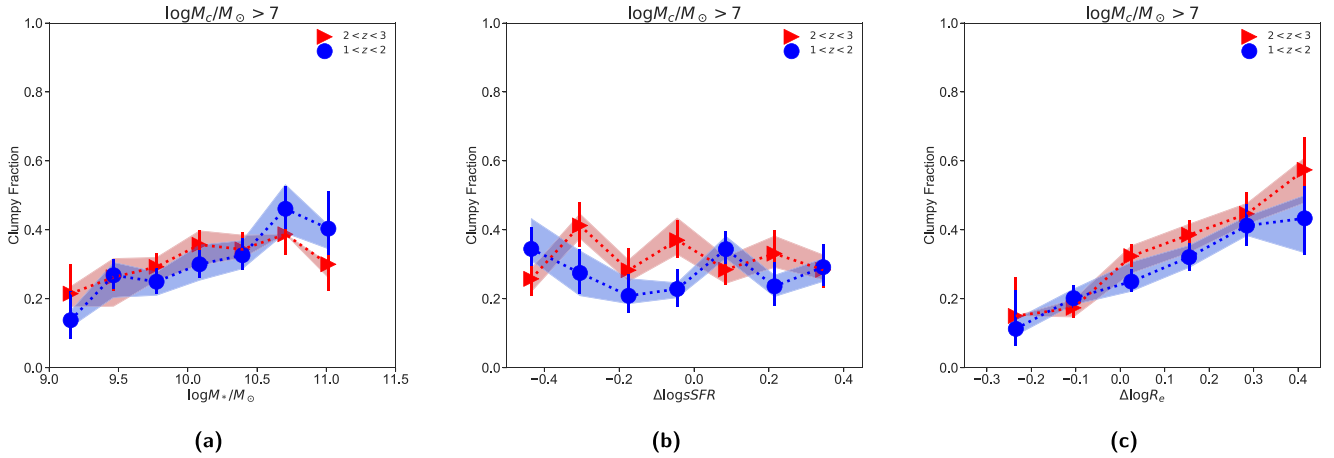 logM_c/M_⊙ > 7
2 < z < 3
1 < z < 2
Clumpy Fraction
1.0
0.8
0.6
0.4
0.2
0.0
9.0 9.5 10.0 10.5 11.0 11.5
logM_*/M_⊙
(a)
logM_c/M_⊙ > 7
2 < z < 3
1 < z < 2
Clumpy Fraction
1.0
0.8
0.6
0.4
0.2
0.0
−0.4 −0.2 0.0 0.2 0.4
ΔlogsSFR
(b)
logM_c/M_⊙ > 7
2 < z < 3
1 < z < 2
Clumpy Fraction
1.0
0.8
0.6
0.4
0.2
0.0
−0.3 −0.2 −0.1 0.0 0.1 0.2 0.3 0.4
ΔlogR_e
(c)